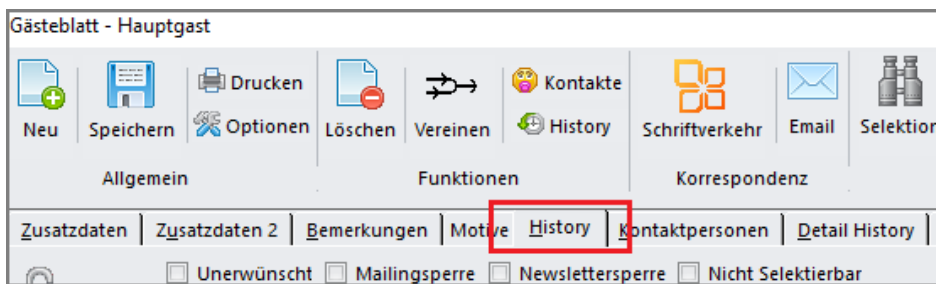 Gästeblatt - Hauptgast
Drucken Kontakte
Neu Speichern Optionen Löschen Vereinen History Schriftverkehr Email Selektion
Allgemein Funktionen Korrespondenz
Zusatzdaten Zusatzdaten 2 Bemerkungen Motive History Kontaktpersonen Detail History
Unerwünscht Mailingsperre Newslettersperre Nicht Selektierbar